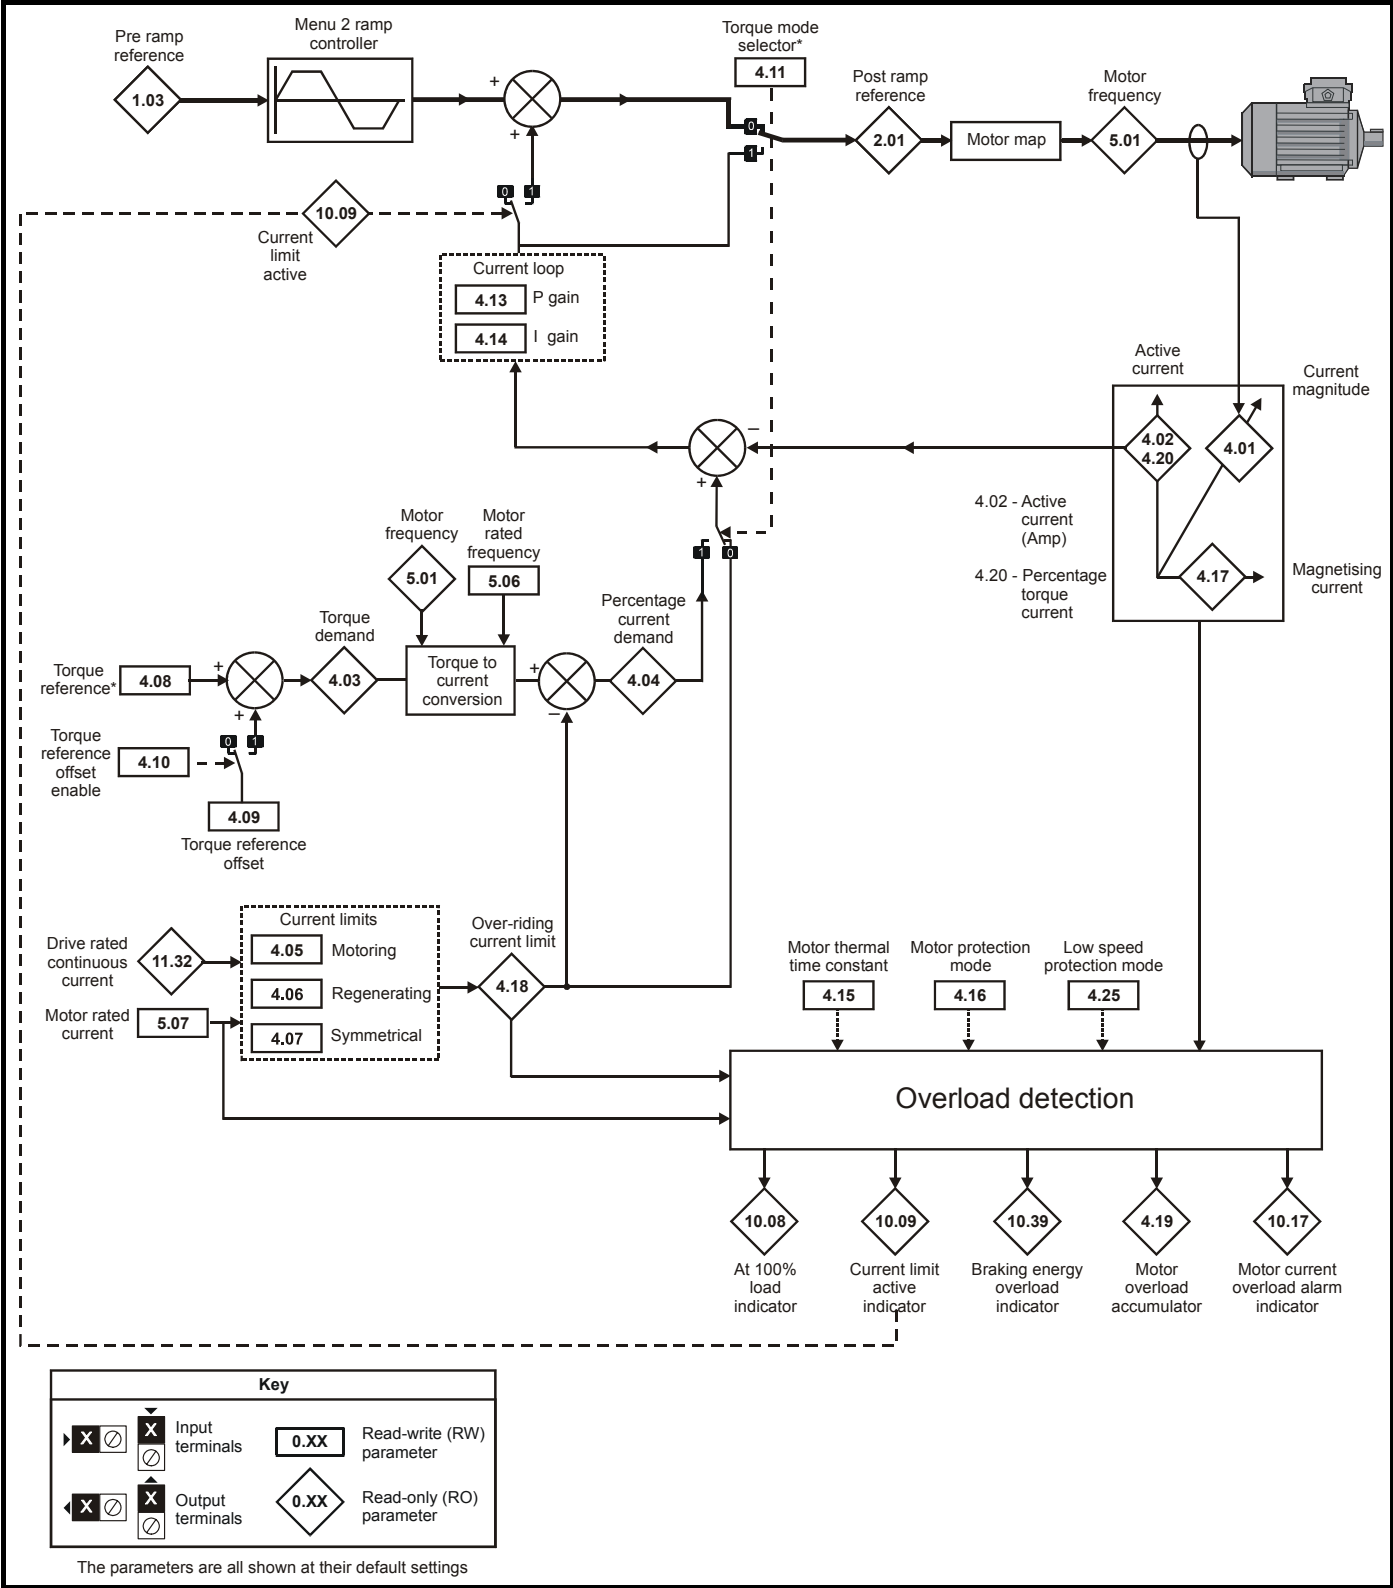 Pre ramp
reference
1.03
Menu 2 ramp
controller
+
+
Torque mode
selector*
4.11
0
1
Post ramp
reference
2.01
Motor map
Motor
frequency
5.01
0
1
10.09
Current
limit
active
Current loop
4.13
P gain
4.14
I gain
Active
current
Current
magnitude
4.02
4.20
4.01
4.17
Magnetising
current
–
+
4.02 - Active
current
(Amp)
4.20 - Percentage
torque
current
1
0
Motor
frequency
5.01
Motor
rated
frequency
5.06
Percentage
current
demand
4.04
Torque
demand
4.03
Torque to
current
conversion
+
–
Torque
reference*
4.08
+
+
0
1
Torque
reference
offset
enable
4.10
4.09
Torque reference
offset
Drive rated
continuous
current
11.32
Motor rated
current
5.07
Current limits
4.05
Motoring
4.06
Regenerating
4.07
Symmetrical
Over-riding
current limit
4.18
Motor thermal
time constant
4.15
Motor protection
mode
4.16
Low speed
protection mode
4.25
Overload detection
10.08
10.09
10.39
4.19
10.17
At 100%
load
indicator
Current limit
active
indicator
Braking energy
overload
indicator
Motor
overload
accumulator
Motor current
overload alarm
indicator
Key
X
X
Input
terminals
0.XX
Read-write (RW)
parameter
X
X
Output
terminals
0.XX
Read-only (RO)
parameter
The parameters are all shown at their default settings